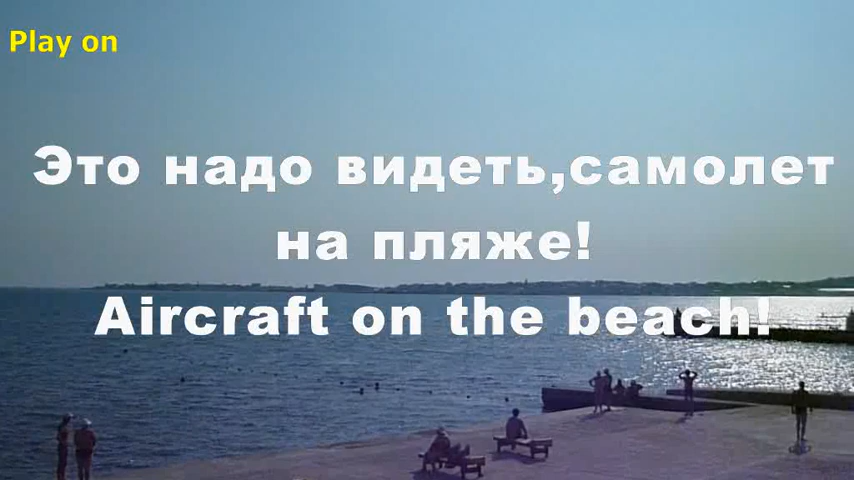 Play on
Это надо видеть,самолет
на пляже!
Aircraft on the beach!